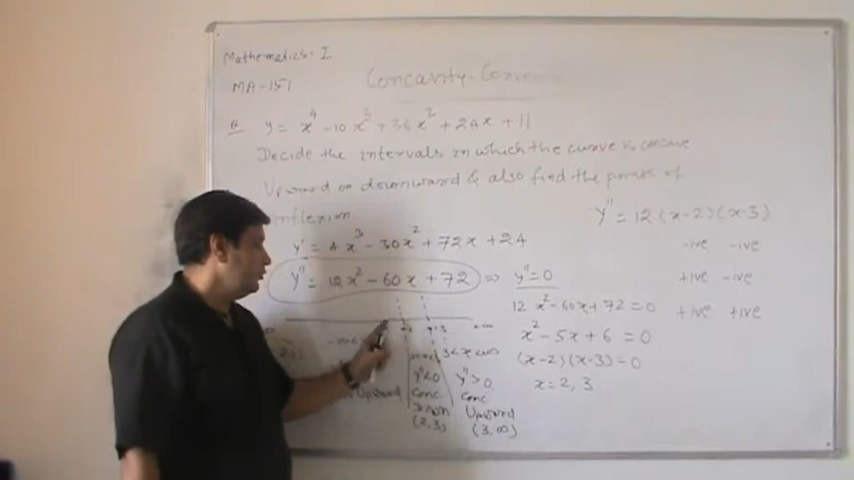 Mathematics-I
MA-151
Concavity-
y = x⁴ -10x³ +36x² +24x +11
Decide the intervals in which the curve is concave
Upward or downward & also find the points of
inflexion
y' = 4x³ -30x² +72x +24
y'' = 12x² -60x +72 ⇒ y''=0
12x²-60x+72=0
x²-5x+6=0
(x-2)(x-3)=0
x=2,3
y''=12(x-2)(x-3)
-ive -ive
+ive -ive
+ive +ive
3<x<∞
y''<0 y''>0
Conc Conc
Upward Down Upward
(2,3) (3,∞)